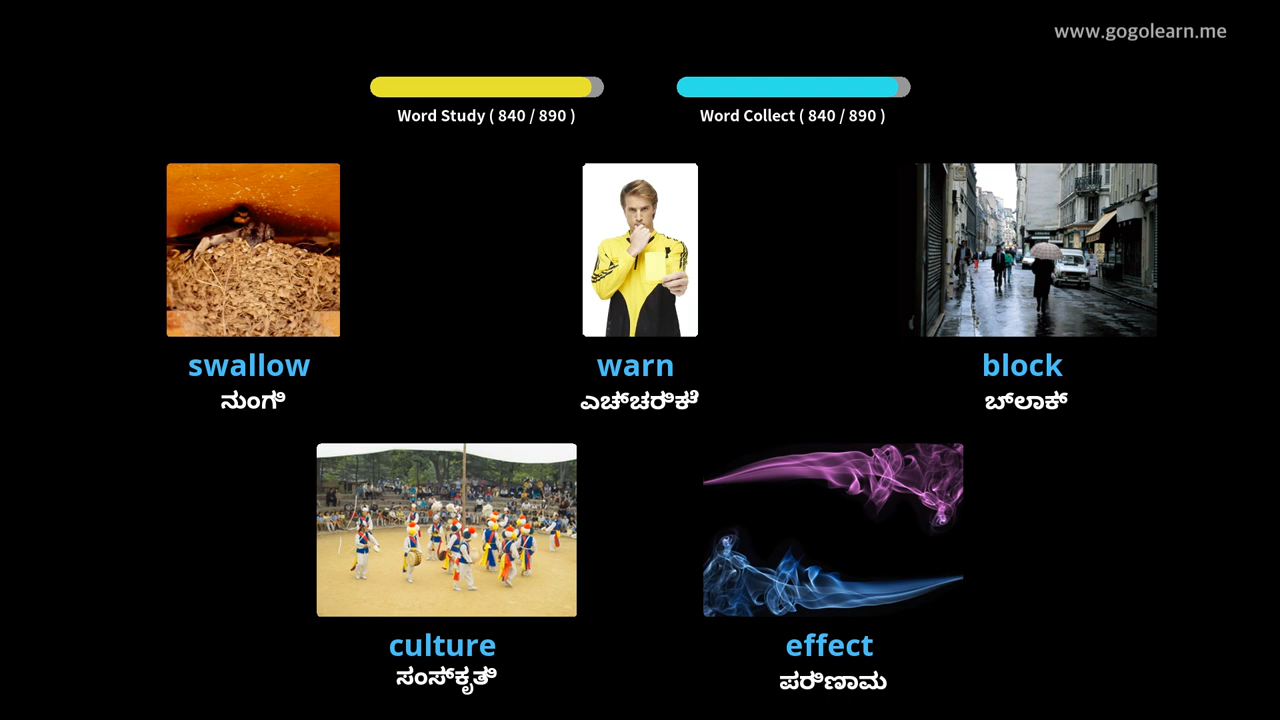 www.gogolearn.me
Word Study ( 840 / 890 )
Word Collect ( 840 / 890 )
swallow
ನುಂಗಿ
warn
ಎಚ್ಚರಿಕೆ
block
ಬ್ಲಾಕ್
culture
ಸಂಸ್ಕೃತಿ
effect
ಪರಿಣಾಮ